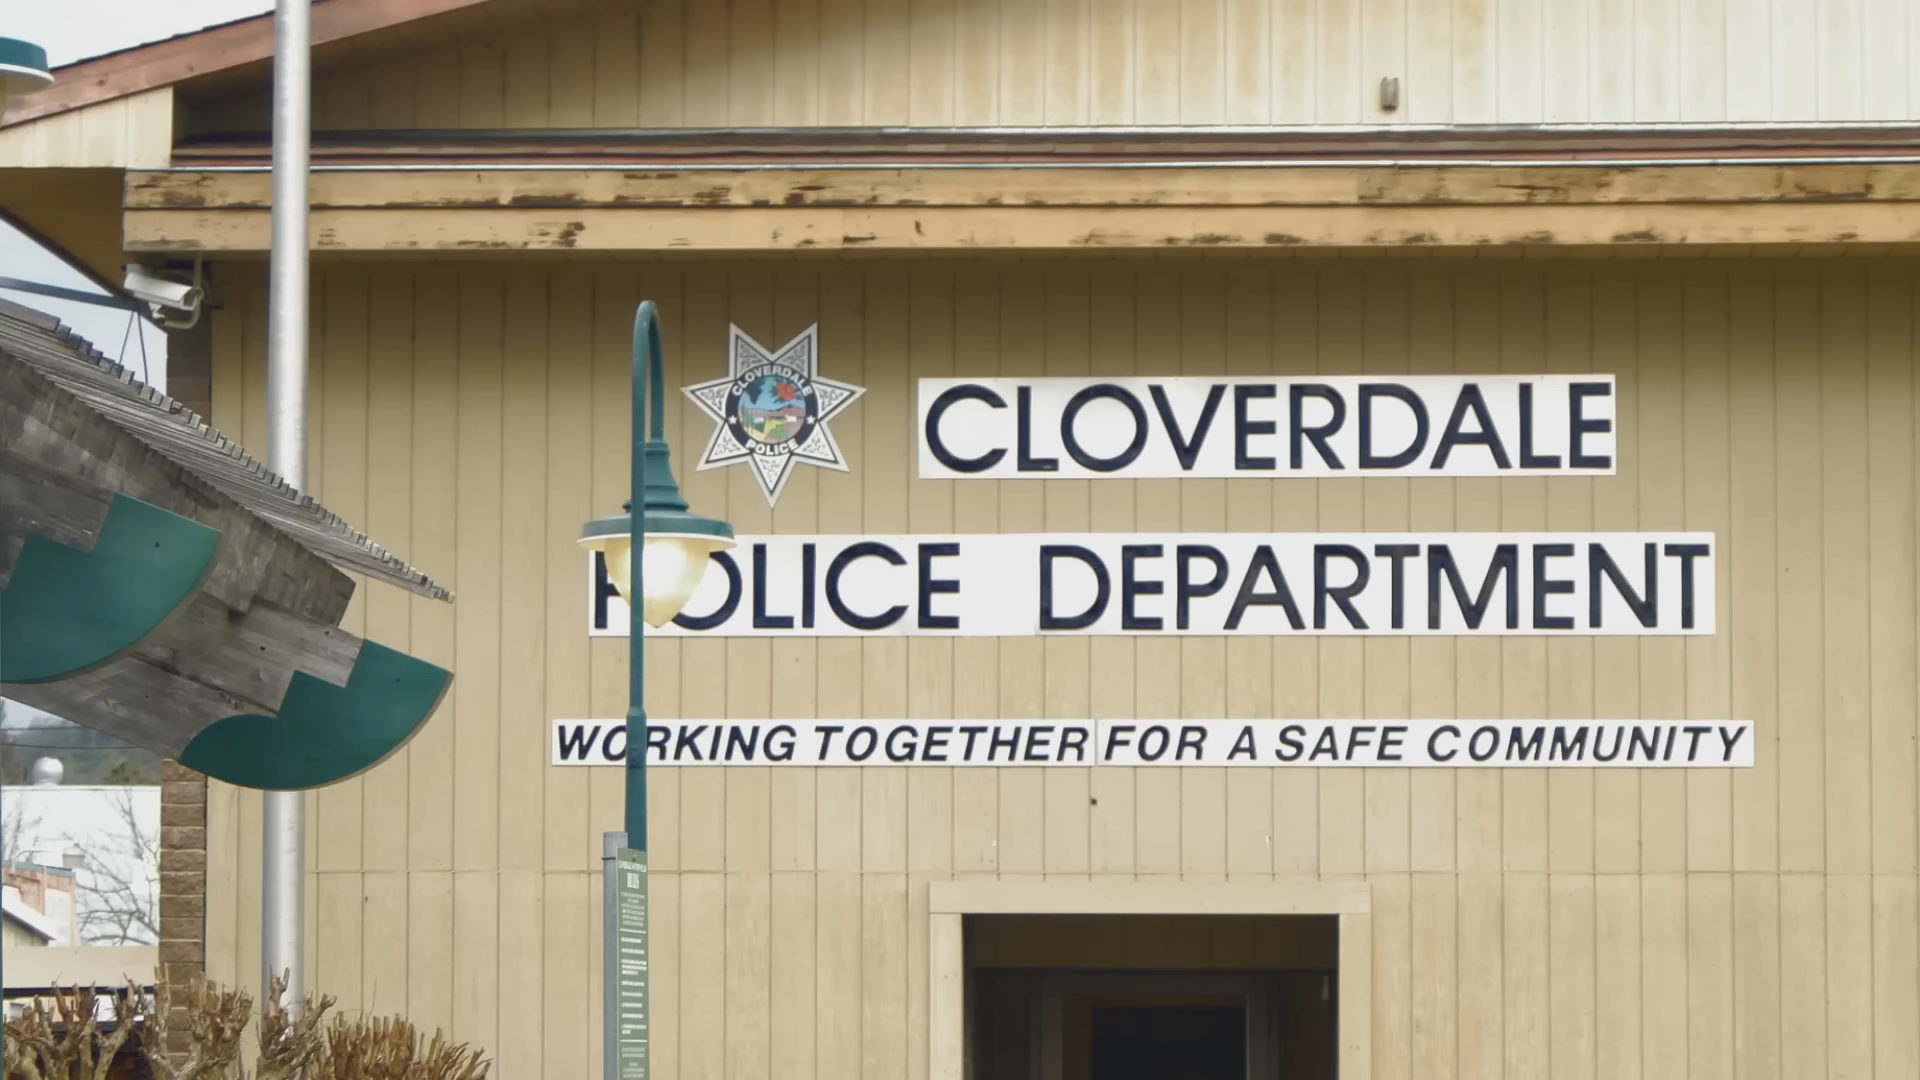 CLOVERDALE
POLICE
CLOVERDALE
POLICE DEPARTMENT
WORKING TOGETHER FOR A SAFE COMMUNITY